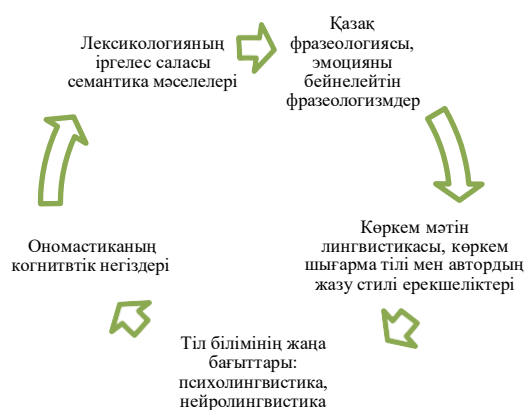 Лексикологияның
іргелес саласы
семантика мәселелері
Қазақ
фразеологиясы,
эмоцияны
бейнелейтін
фразеологизмдер
Көркем мәтін
лингвистикасы, көркем
шығарма тілі мен автордың
жазу стилі ерекшеліктері
Тіл білімінің жаңа
бағыттары:
психолингвистика,
нейролингвистика
Ономастиканың
когнитвтік негіздері